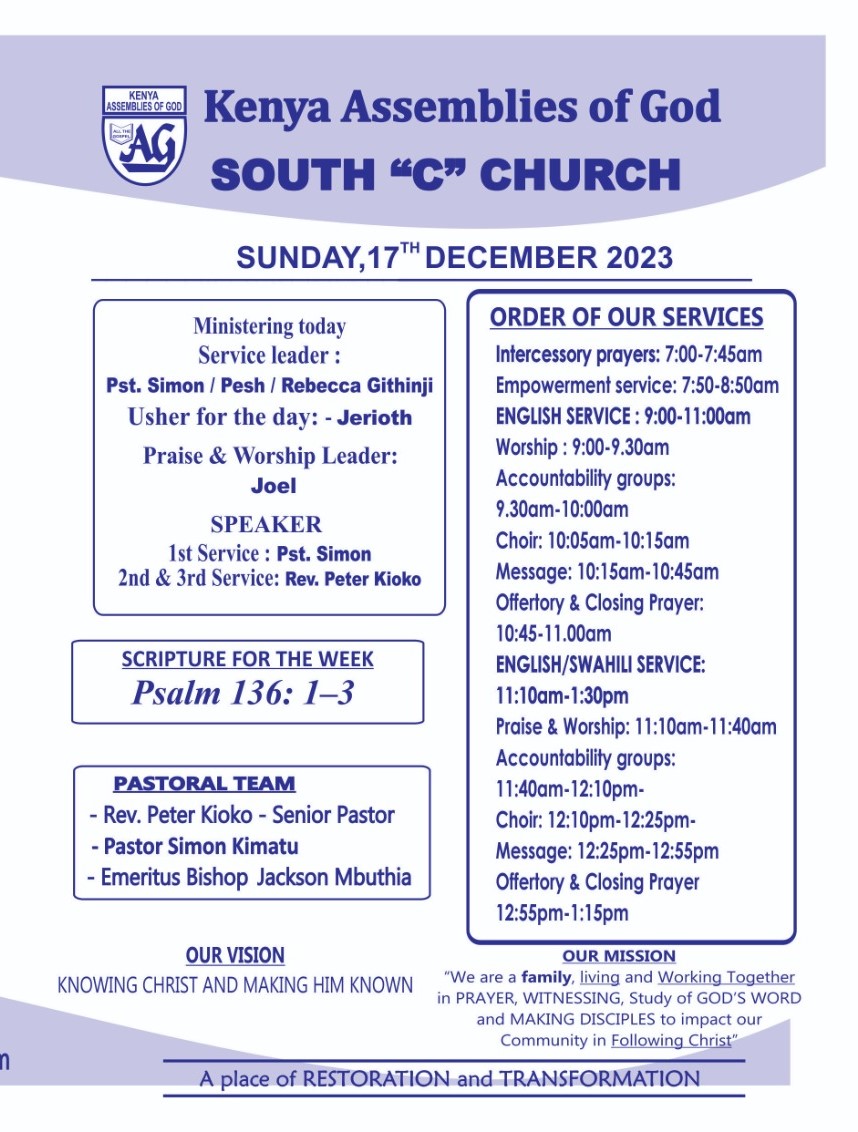 KENYA
ASSEMBLIES OF GOD
ALL THE
GOSPEL
AG
Kenya Assemblies of God
SOUTH “C” CHURCH
SUNDAY,17TH DECEMBER 2023
Ministering today
Service leader :
Pst. Simon / Pesh / Rebecca Githinji
Usher for the day: - Jerioth
Praise & Worship Leader:
Joel
SPEAKER
1st Service : Pst. Simon
2nd & 3rd Service: Rev. Peter Kioko
SCRIPTURE FOR THE WEEK
Psalm 136: 1–3
PASTORAL TEAM
- Rev. Peter Kioko - Senior Pastor
- Pastor Simon Kimatu
- Emeritus Bishop Jackson Mbuthia
OUR VISION
KNOWING CHRIST AND MAKING HIM KNOWN
ORDER OF OUR SERVICES
Intercessory prayers: 7:00-7:45am
Empowerment service: 7:50-8:50am
ENGLISH SERVICE : 9:00-11:00am
Worship : 9:00-9.30am
Accountability groups:
9.30am-10:00am
Choir: 10:05am-10:15am
Message: 10:15am-10:45am
Offertory & Closing Prayer:
10:45-11.00am
ENGLISH/SWAHILI SERVICE:
11:10am-1:30pm
Praise & Worship: 11:10am-11:40am
Accountability groups:
11:40am-12:10pm-
Choir: 12:10pm-12:25pm-
Message: 12:25pm-12:55pm
Offertory & Closing Prayer
12:55pm-1:15pm
OUR MISSION
“We are a family, living and Working Together
in PRAYER, WITNESSING, Study of GOD’S WORD
and MAKING DISCIPLES to impact our
Community in Following Christ”
A place of RESTORATION and TRANSFORMATION